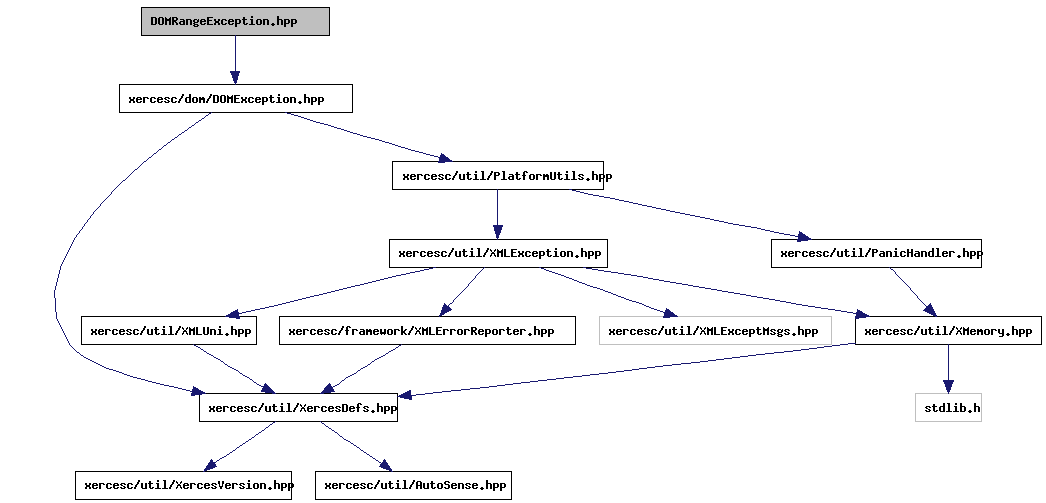 DOMRangeException.hpp
xercesc/dom/DOMException.hpp
xercesc/util/PlatformUtils.hpp
xercesc/util/XMLException.hpp
xercesc/util/PanicHandler.hpp
xercesc/util/XMLUni.hpp
xercesc/framework/XMLErrorReporter.hpp
xercesc/util/XMLExceptMsgs.hpp
xercesc/util/XMemory.hpp
xercesc/util/XercesDefs.hpp
stdlib.h
xercesc/util/XercesVersion.hpp
xercesc/util/AutoSense.hpp